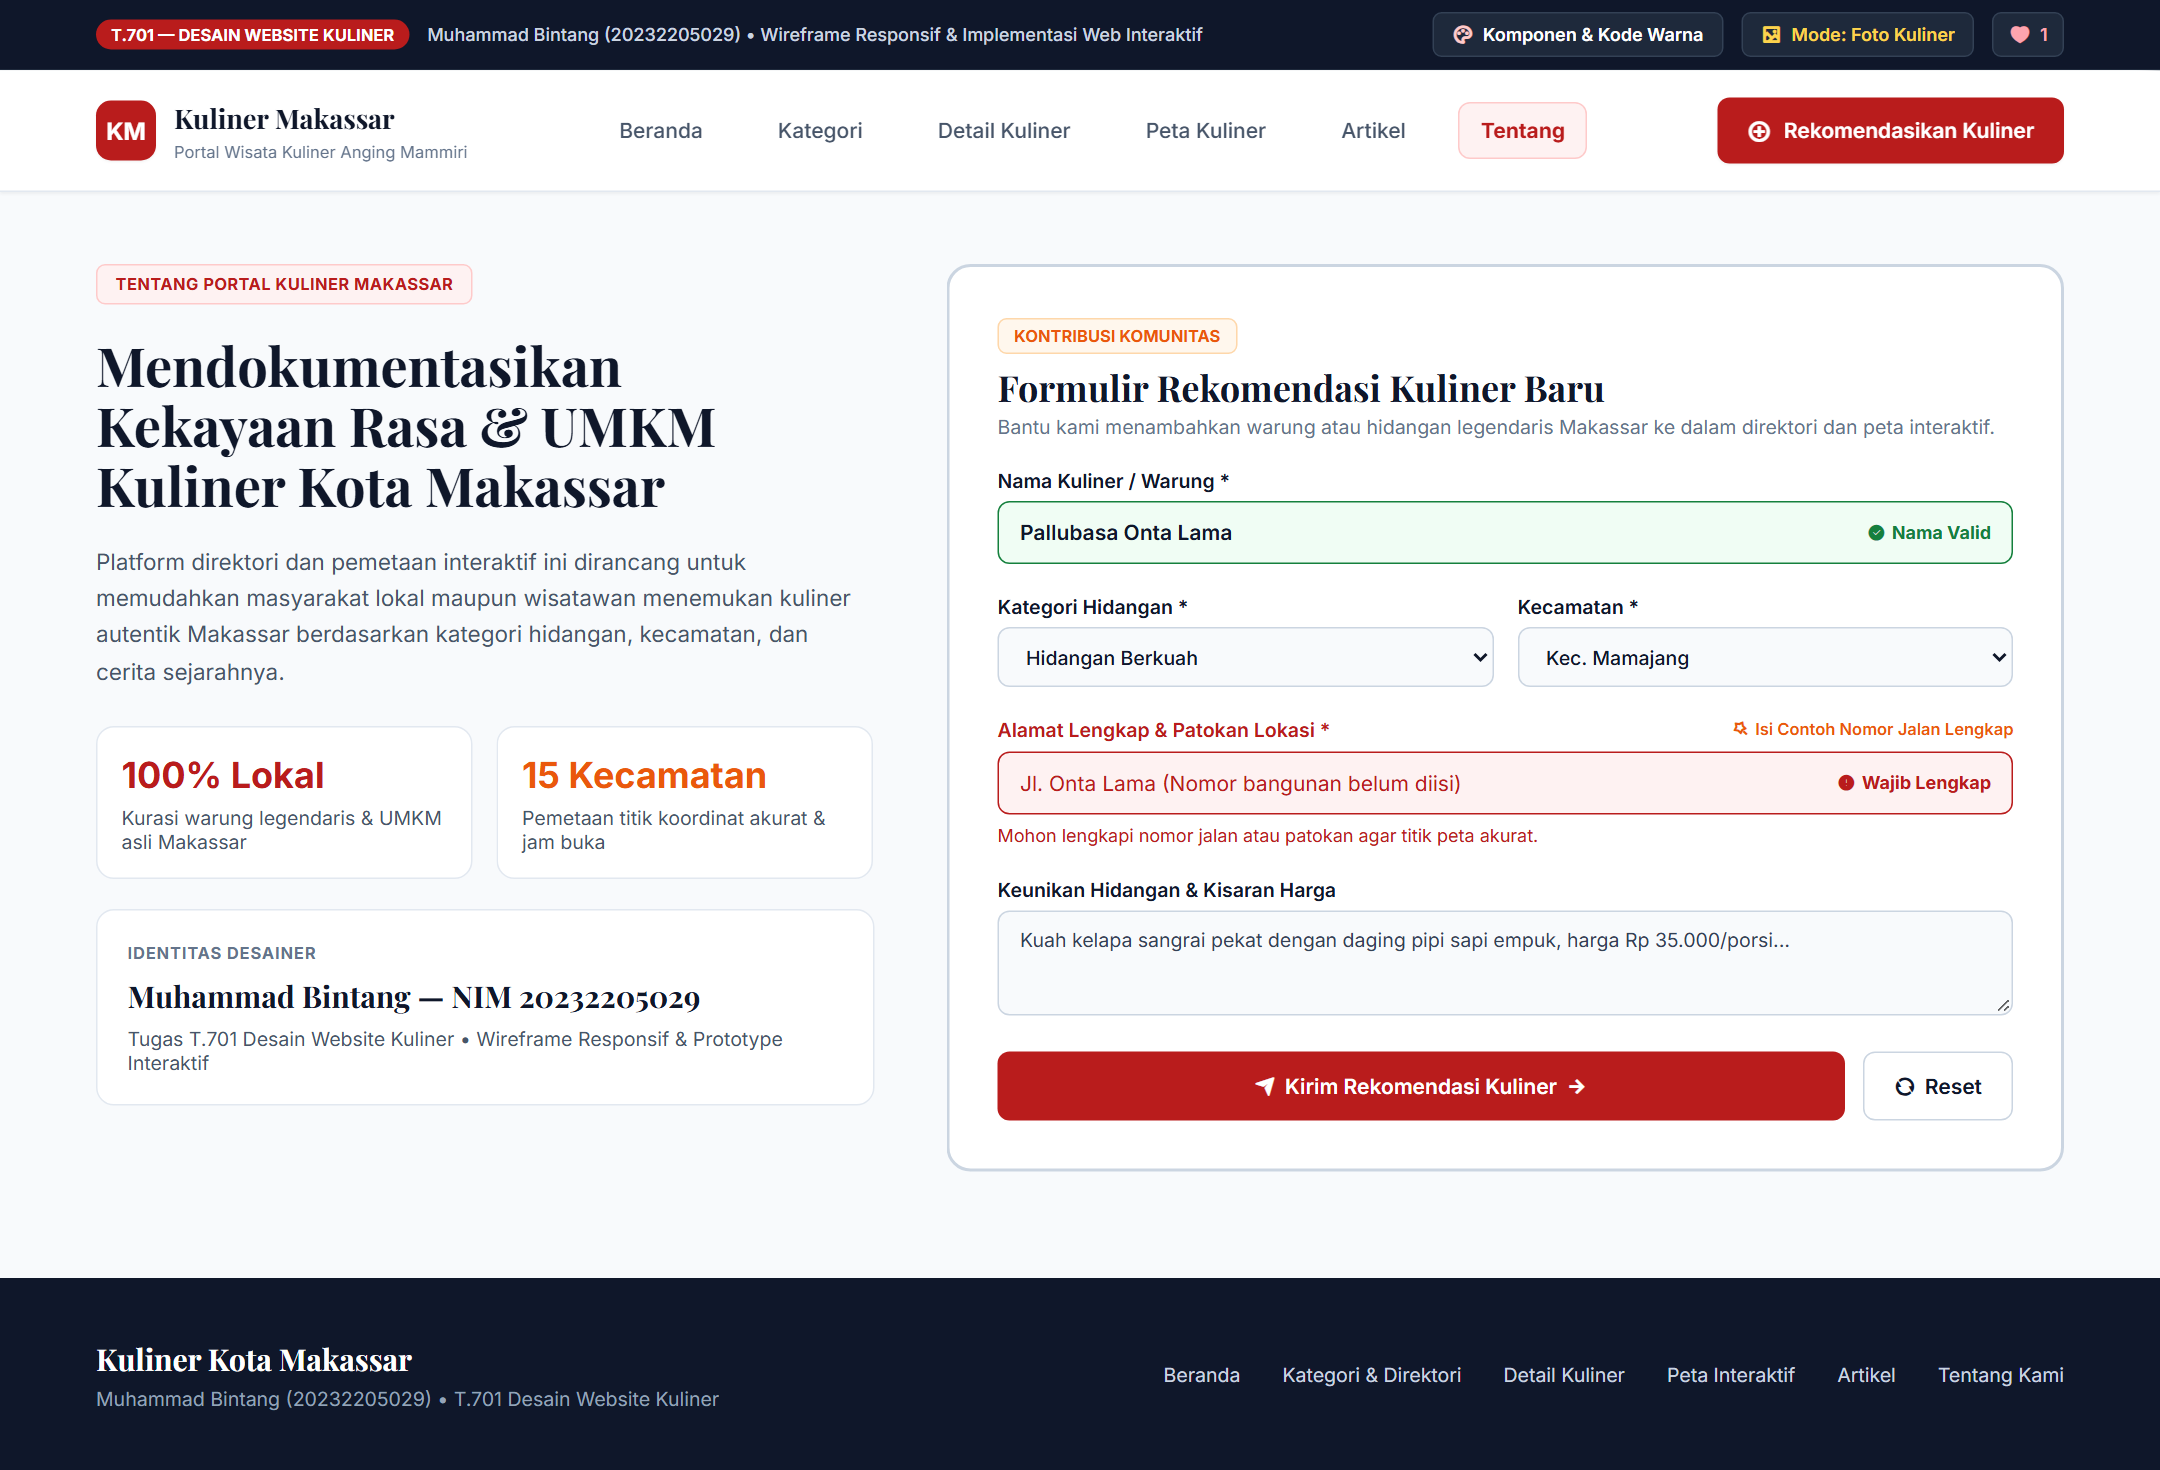 T.701 — DESAIN WEBSITE KULINER
Muhammad Bintang (20232205029) • Wireframe Responsif & Implementasi Web Interaktif
Komponen & Kode Warna
Mode: Foto Kuliner
1
KM
Kuliner Makassar
Portal Wisata Kuliner Anging Mammiri
Beranda
Kategori
Detail Kuliner
Peta Kuliner
Artikel
Tentang
Rekomendasikan Kuliner
TENTANG PORTAL KULINER MAKASSAR
Mendokumentasikan
Kekayaan Rasa & UMKM
Kuliner Kota Makassar
Platform direktori dan pemetaan interaktif ini dirancang untuk
memudahkan masyarakat lokal maupun wisatawan menemukan kuliner
autentik Makassar berdasarkan kategori hidangan, kecamatan, dan
cerita sejarahnya.
100% Lokal
Kurasi warung legendaris & UMKM
asli Makassar
15 Kecamatan
Pemetaan titik koordinat akurat &
jam buka
IDENTITAS DESAINER
Muhammad Bintang — NIM 20232205029
Tugas T.701 Desain Website Kuliner • Wireframe Responsif & Prototype
Interaktif
KONTRIBUSI KOMUNITAS
Formulir Rekomendasi Kuliner Baru
Bantu kami menambahkan warung atau hidangan legendaris Makassar ke dalam direktori dan peta interaktif.
Nama Kuliner / Warung *
Pallubasa Onta Lama
Nama Valid
Kategori Hidangan *
Kecamatan *
Hidangan Berkuah
Kec. Mamajang
Alamat Lengkap & Patokan Lokasi *
Isi Contoh Nomor Jalan Lengkap
Jl. Onta Lama (Nomor bangunan belum diisi)
Wajib Lengkap
Mohon lengkapi nomor jalan atau patokan agar titik peta akurat.
Keunikan Hidangan & Kisaran Harga
Kuah kelapa sangrai pekat dengan daging pipi sapi empuk, harga Rp 35.000/porsi...
Kirim Rekomendasi Kuliner →
Reset
Kuliner Kota Makassar
Muhammad Bintang (20232205029) • T.701 Desain Website Kuliner
Beranda
Kategori & Direktori
Detail Kuliner
Peta Interaktif
Artikel
Tentang Kami